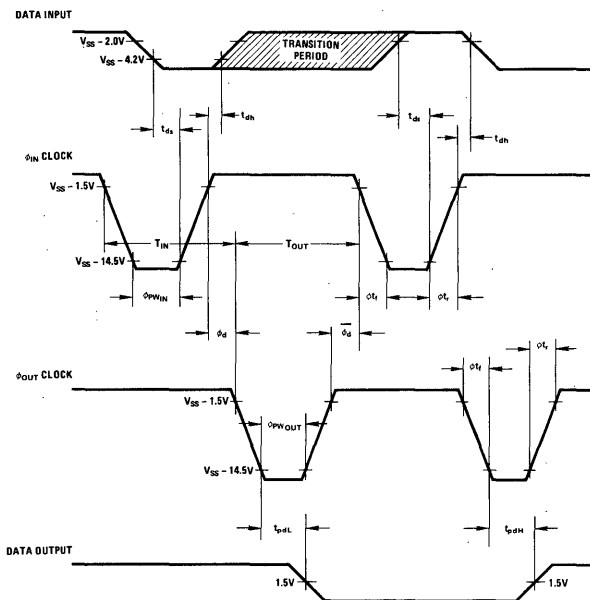 DATA INPUT
VSS – 2.0V
VSS – 4.2V
TRANSITION
PERIOD
tds
tdh
tds
tdh
ϕIN CLOCK
VSS – 1.5V
TIN
TOUT
VSS – 14.5V
ϕPWIN
ϕtf
ϕtr
ϕd
ϕd
ϕOUT CLOCK
ϕtf
ϕtr
VSS – 1.5V
ϕPWOUT
VSS – 14.5V
tpdL
tpdH
DATA OUTPUT
1.5V
1.5V